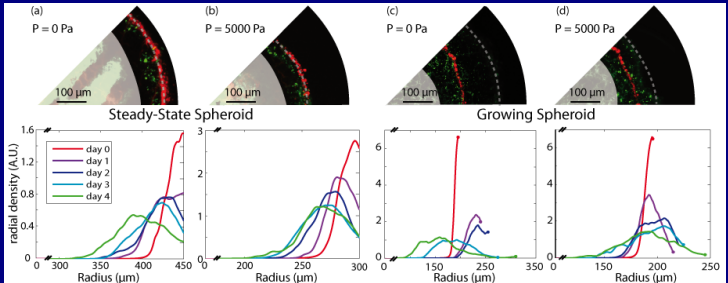 (a) (b) (c) (d)
P = 0 Pa P = 5000 Pa P = 0 Pa P = 5000 Pa
100 µm 100 µm 100 µm 100 µm
Steady-State Spheroid Growing Spheroid
radial density (A.U.)
1.6
1.2
0.8
0.4
0
day 0
day 1
day 2
day 3
day 4
300 350 400 450
Radius (µm)
3
2
1
0
200 250 300
Radius (µm)
6
4
2
0
50 150 250 350
Radius (µm)
6
4
2
0
100 150 200 250
Radius (µm)